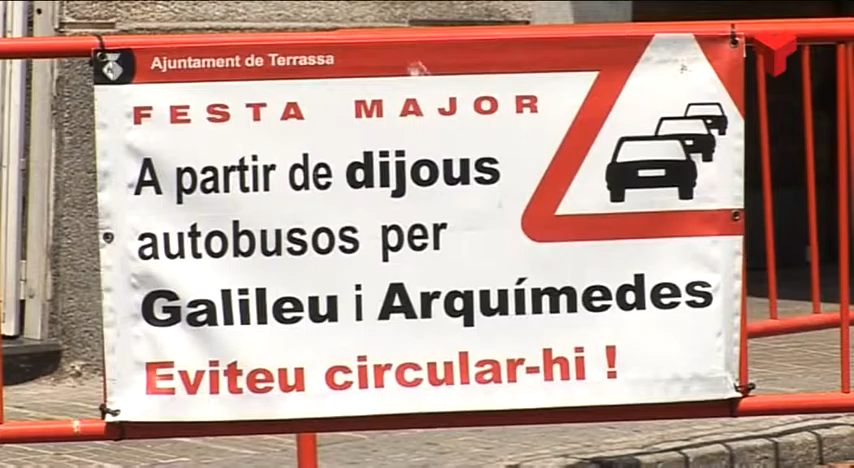 Ajuntament de Terrassa
FESTA MAJOR
A partir de dijous
autobusos per
Galileu i Arquímedes
Eviteu circular-hi !